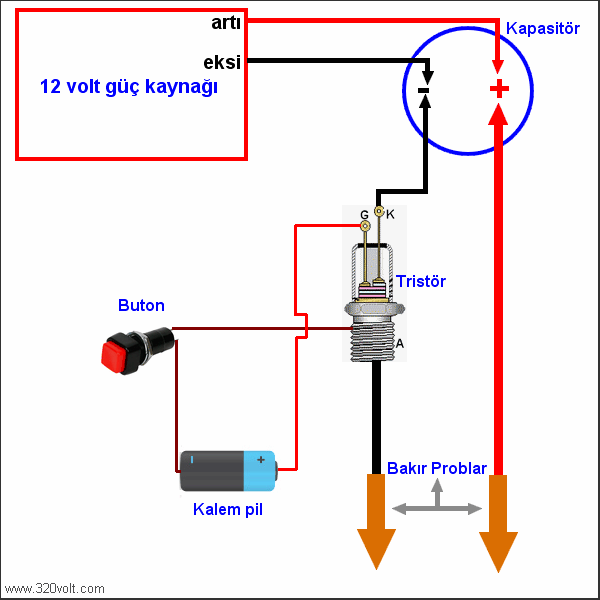 artı
Kapasitör
eksi
12 volt güç kaynağı
-
+
G
K
Tristör
Buton
A
- +
Bakır Problar
Kalem pil
www.320volt.com